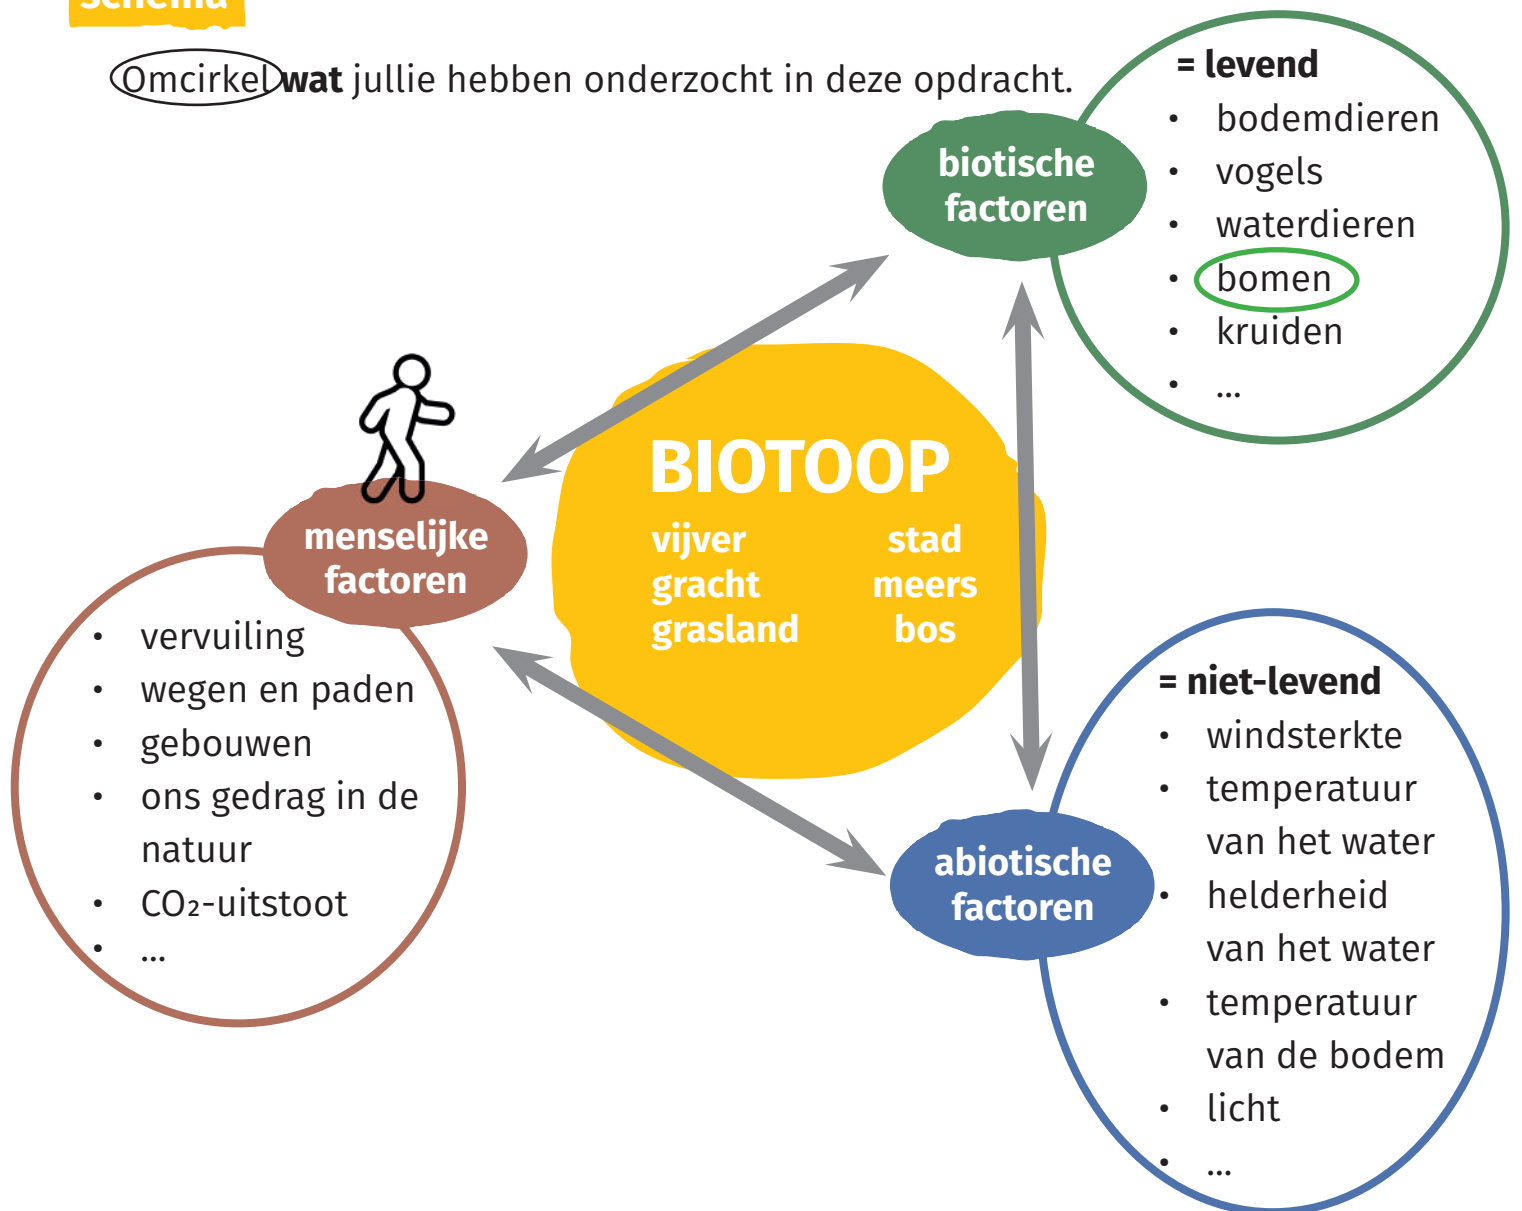 schema
Omcirkel wat jullie hebben onderzocht in deze opdracht.
biotische
factoren
= levend
• bodemdieren
• vogels
• waterdieren
• bomen
• kruiden
• ...
BIOTOOP
vijver stad
gracht meers
grasland bos
menselijke
factoren
• vervuiling
• wegen en paden
• gebouwen
• ons gedrag in de
natuur
• CO₂-uitstoot
• ...
abiotische
factoren
= niet-levend
• windsterkte
• temperatuur
van het water
• helderheid
van het water
• temperatuur
van de bodem
• licht
• ...